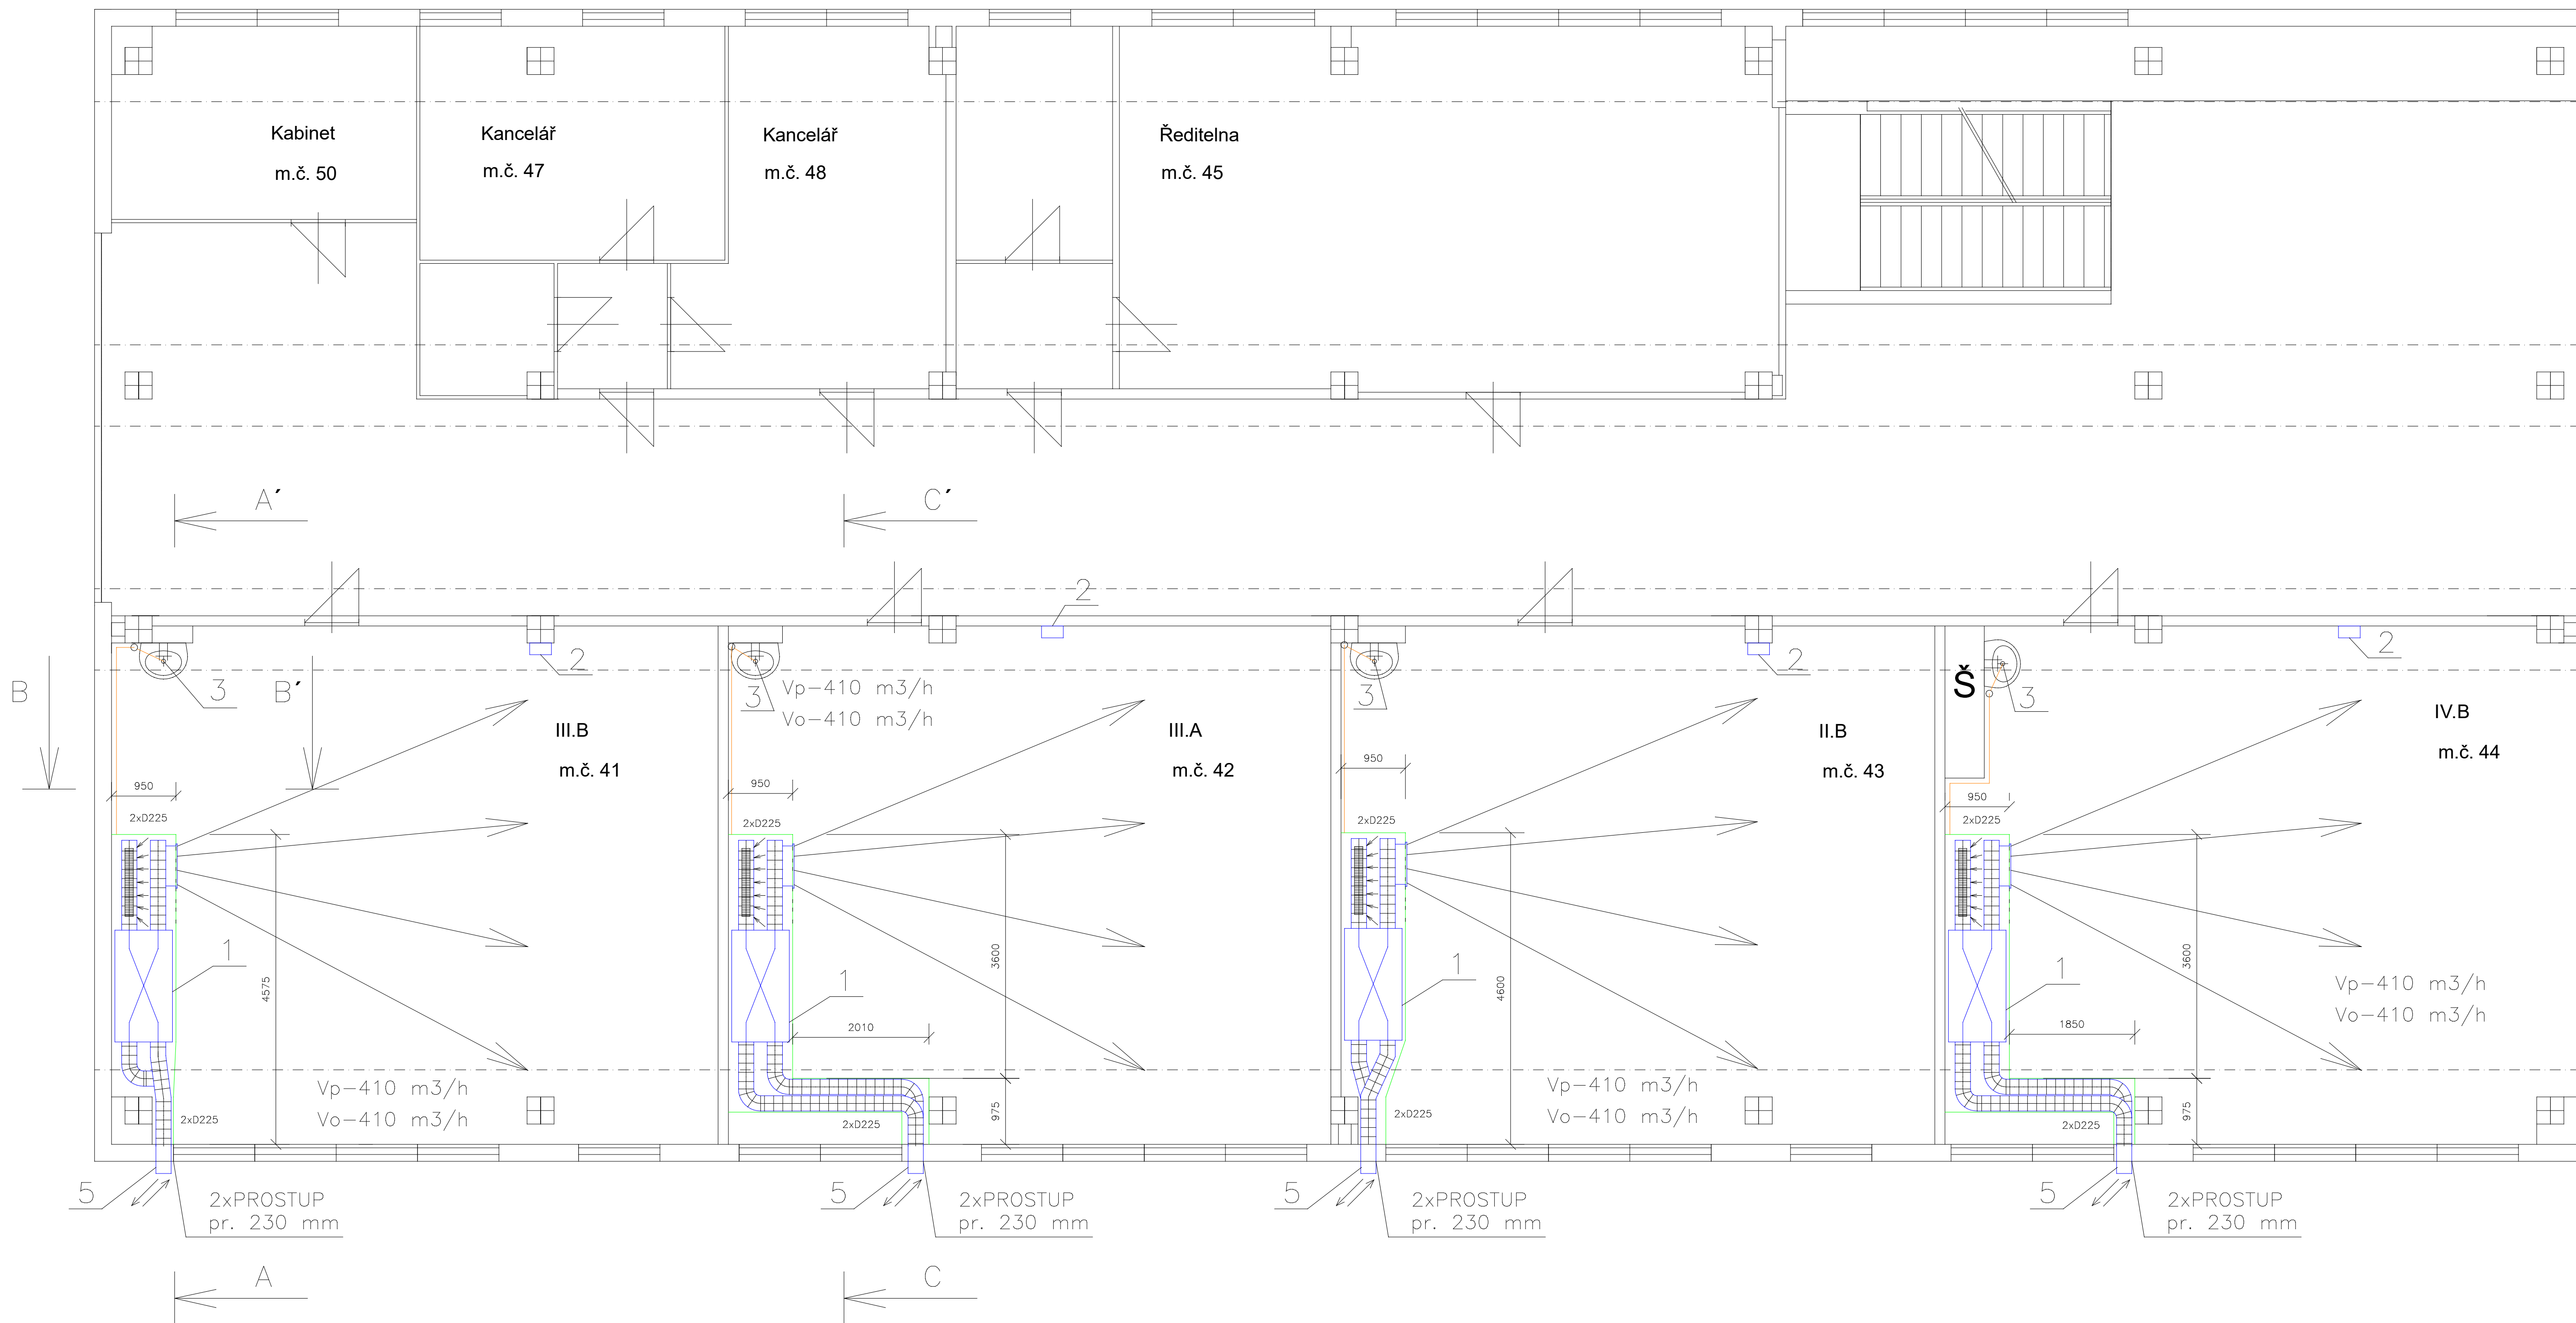 Kabinet
m.č. 50
Kancelář
m.č. 47
Kancelář
m.č. 48
Ředitelna
m.č. 45
A´
C´
2
B
3
B´
2
III.B
m.č. 41
950
2xD225
1
4575
Vp-410 m3/h
Vo-410 m3/h
2xD225
3
Vp-410 m3/h
Vo-410 m3/h
III.A
m.č. 42
950
2xD225
1
3600
2010
975
2xD225
3
2
II.B
m.č. 43
950
2xD225
1
4600
Vp-410 m3/h
Vo-410 m3/h
2xD225
Š
3
2
IV.B
m.č. 44
950
2xD225
1
3600
1850
Vp-410 m3/h
Vo-410 m3/h
975
2xD225
5
2xPROSTUP
pr. 230 mm
5
2xPROSTUP
pr. 230 mm
5
2xPROSTUP
pr. 230 mm
5
2xPROSTUP
pr. 230 mm
A
C